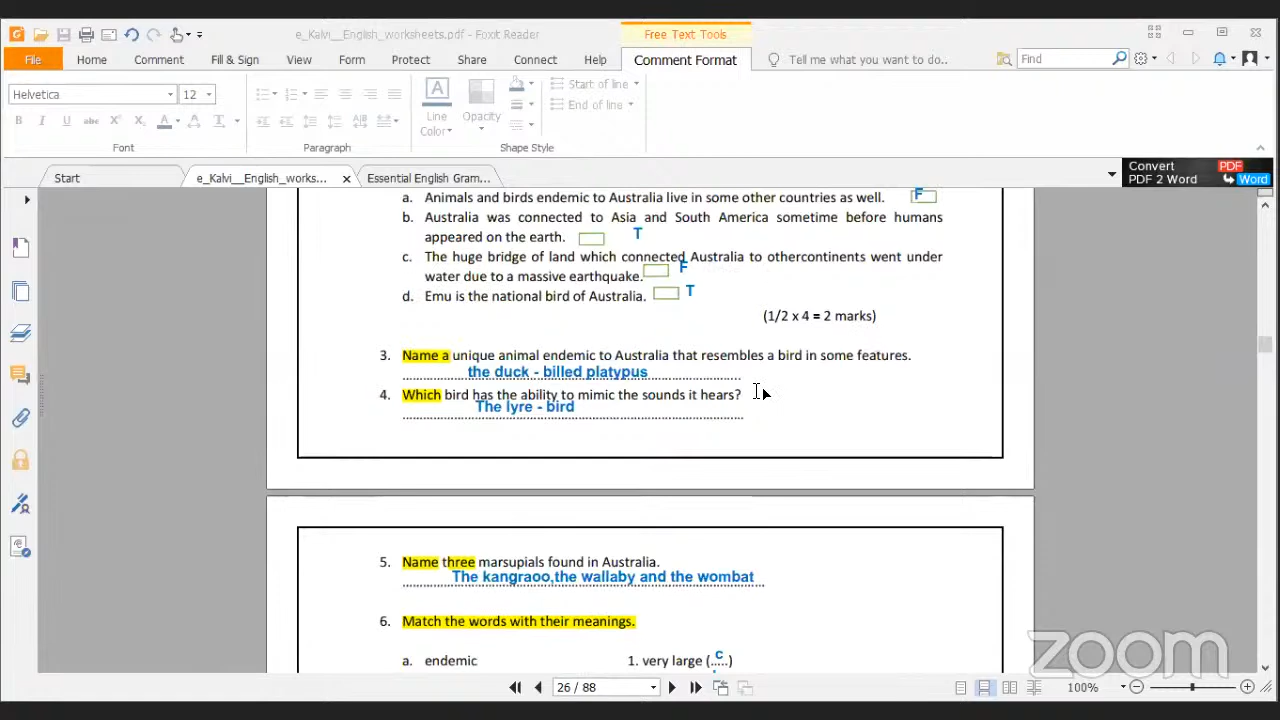 e_Kalvi__English_worksheets.pdf - Foxit Reader
Free Text Tools
File Home Comment Fill & Sign View Form Protect Share Connect Help Comment Format Tell me what you want to do.. Find
Helvetica 12
Line Color Opacity
Start of line
End of line
Font Paragraph Shape Style
Start e_Kalvi__English_works... Essential English Gram...
Convert PDF
PDF 2 Word Word
a. Animals and birds endemic to Australia live in some other countries as well. F
b. Australia was connected to Asia and South America sometime before humans
appeared on the earth. T
c. The huge bridge of land which connected Australia to othercontinents went under
water due to a massive earthquake. F
d. Emu is the national bird of Australia. T
(1/2 x 4 = 2 marks)
3. Name a unique animal endemic to Australia that resembles a bird in some features.
the duck - billed platypus
4. Which bird has the ability to mimic the sounds it hears?
The lyre - bird
5. Name three marsupials found in Australia.
The kangraoo,the wallaby and the wombat
6. Match the words with their meanings.
a. endemic 1. very large (..c...)
26 / 88
100%
zoom